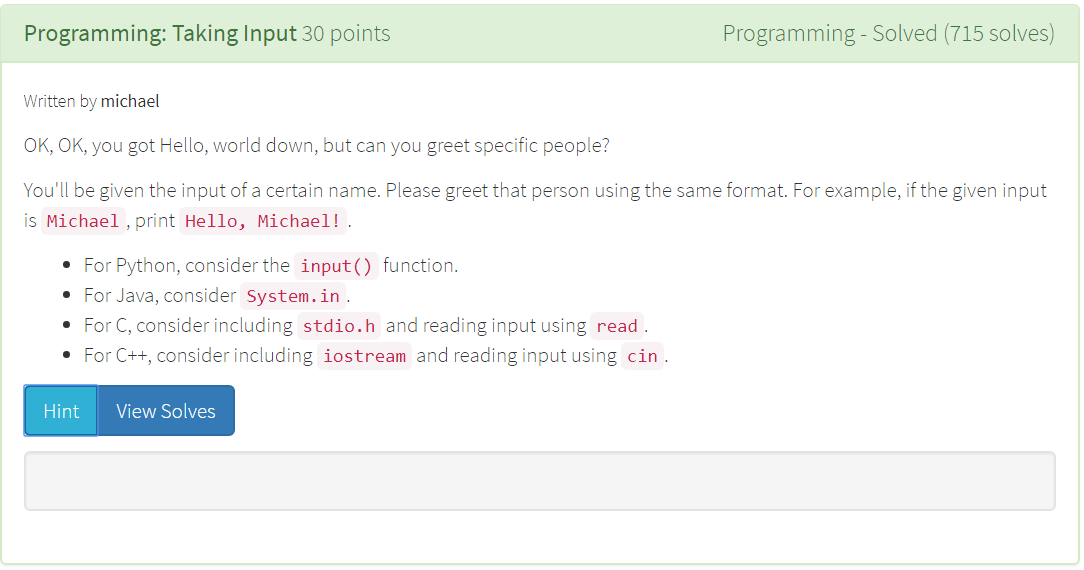 Programming: Taking Input 30 points
Programming - Solved (715 solves)
Written by michael
OK, OK, you got Hello, world down, but can you greet specific people?
You'll be given the input of a certain name. Please greet that person using the same format. For example, if the given input
is Michael , print Hello, Michael! .
• For Python, consider the input() function.
• For Java, consider System.in .
• For C, consider including stdio.h and reading input using read .
• For C++, consider including iostream and reading input using cin .
Hint
View Solves